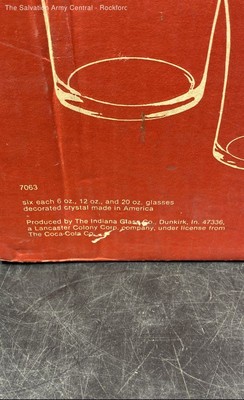 The Salvation Army Central - Rockforc
7063
six each 6 oz., 12 oz., and 20 oz. glasses
decorated crystal made in America
Produced by The Indiana Glass Co., Dunkirk, In. 47336,
a Lancaster Colony Corp. company, under license from
The Coca-Cola Co.